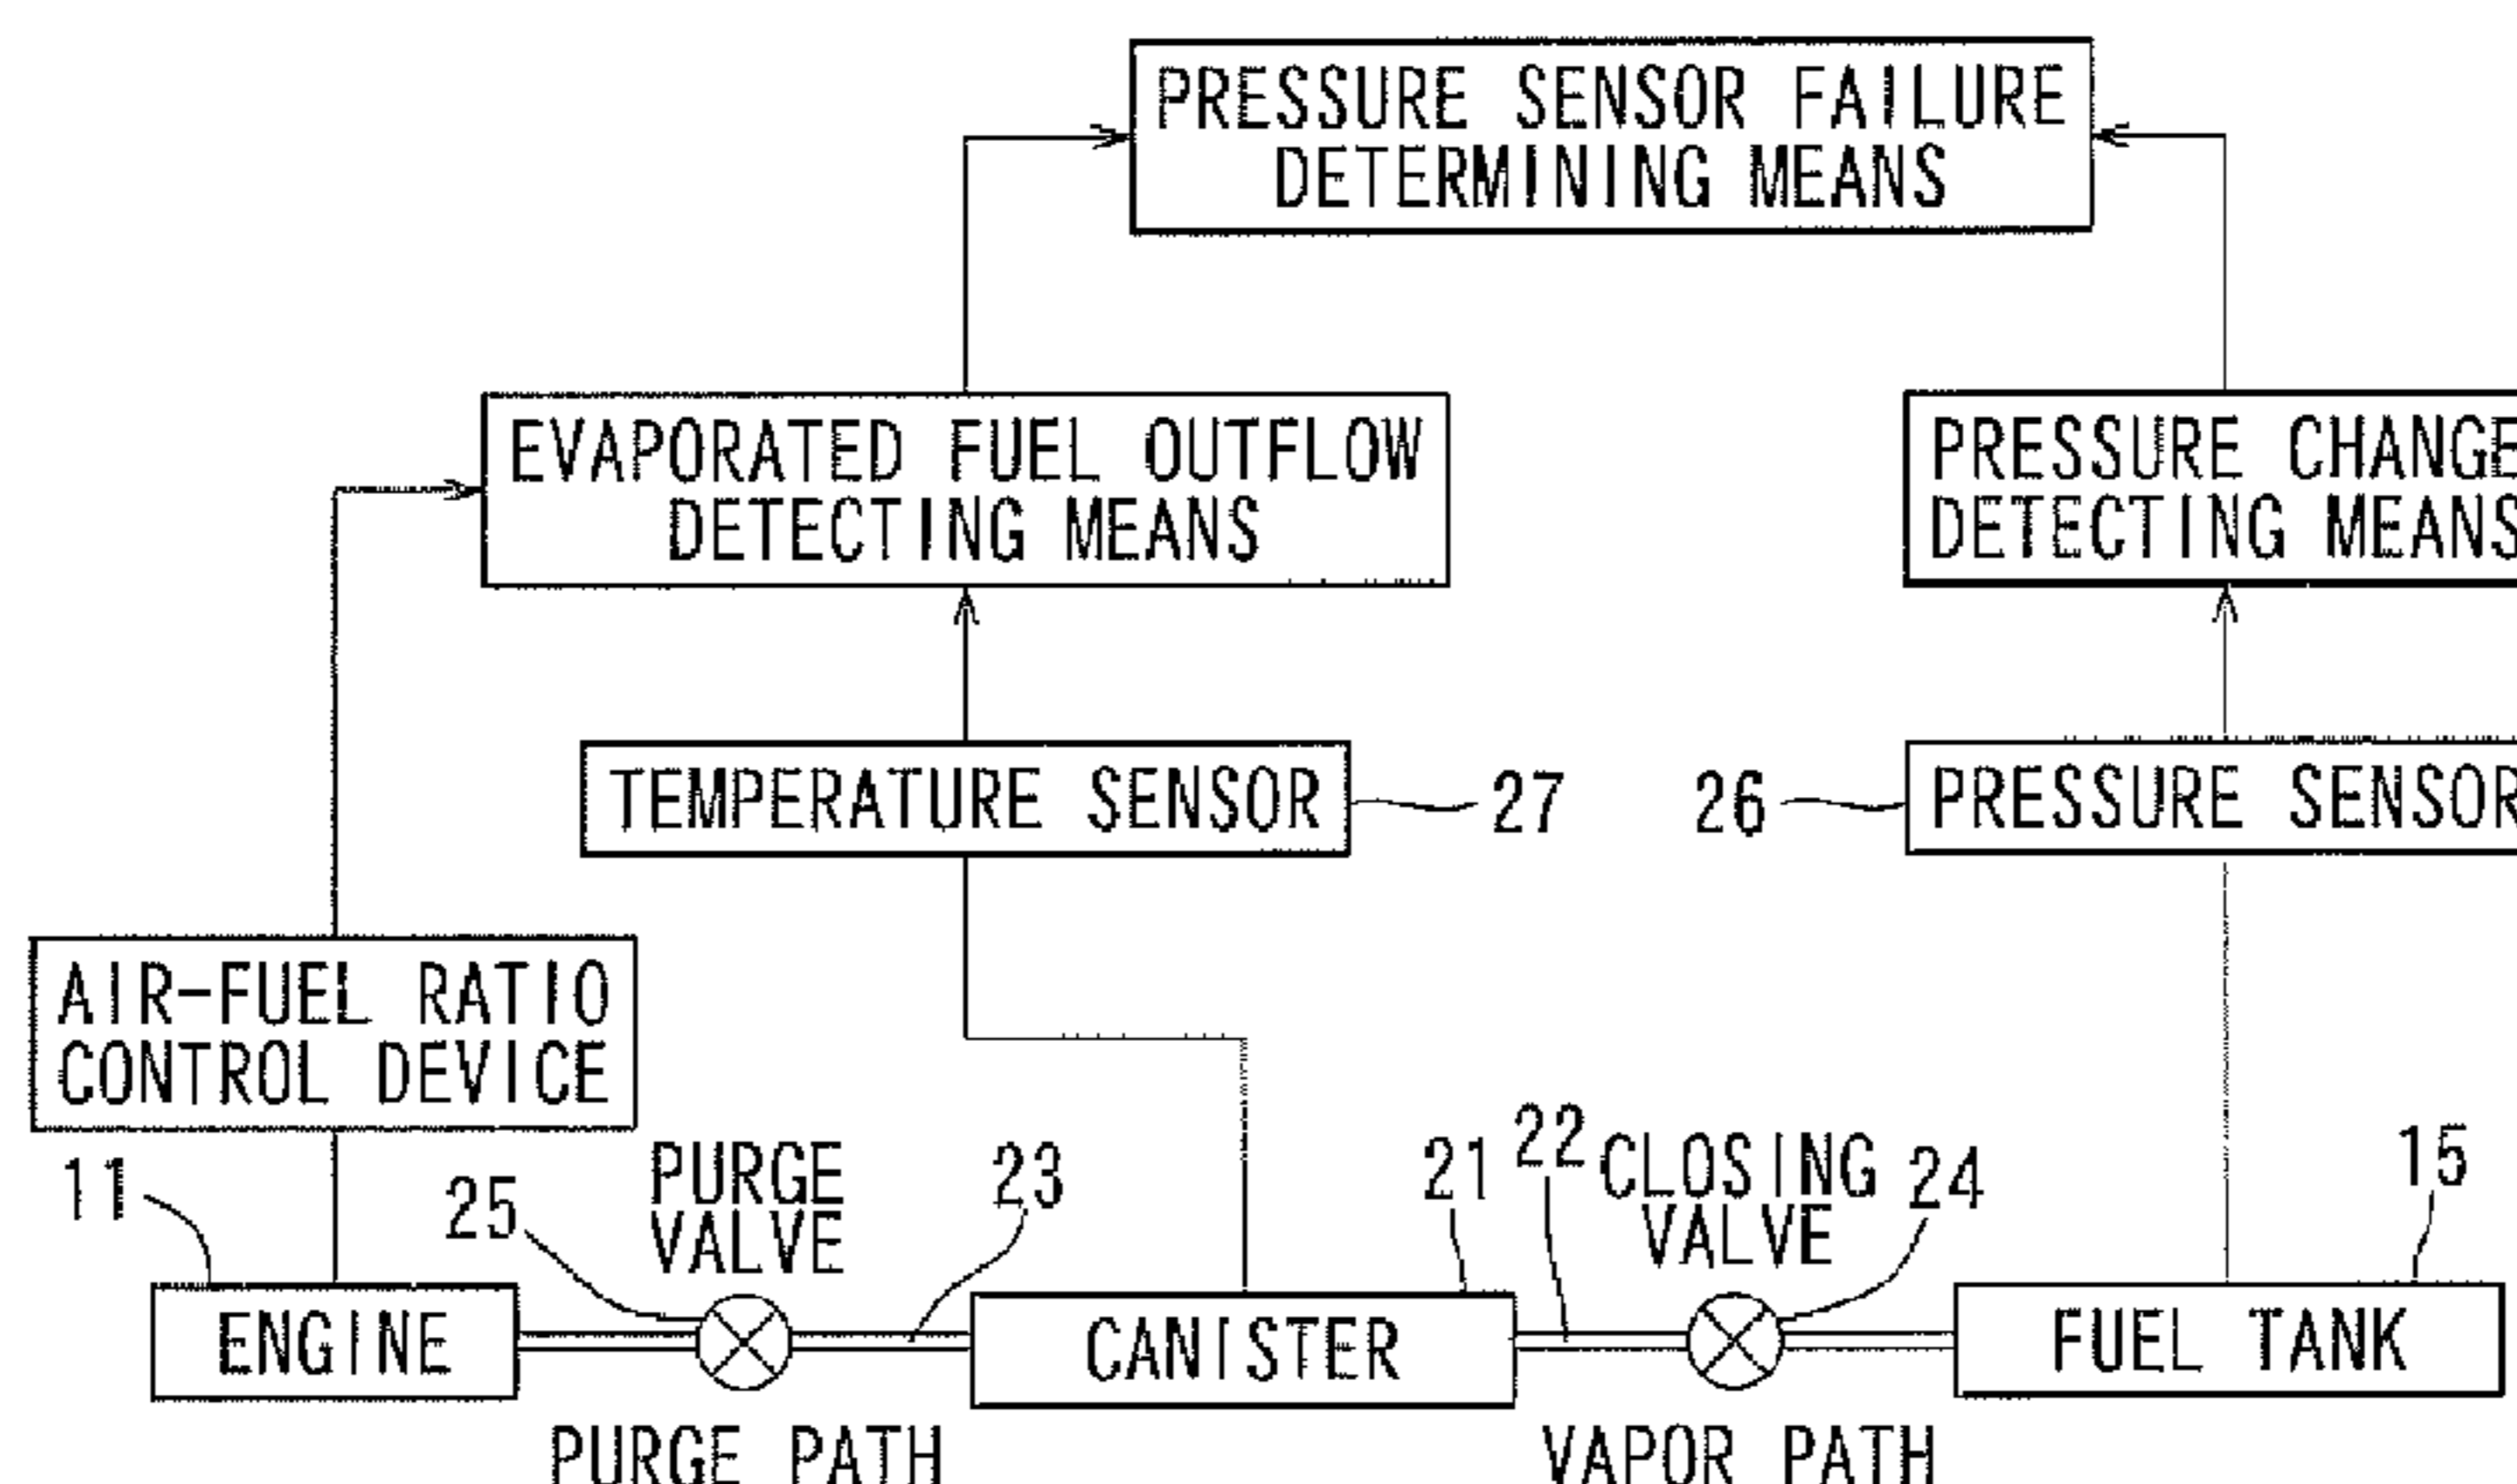 PRESSURE SENSOR FAILURE
DETERMINING MEANS
EVAPORATED FUEL OUTFLOW
DETECTING MEANS
PRESSURE CHANGE
DETECTING MEANS
TEMPERATURE SENSOR
27
26
PRESSURE SENSOR
AIR-FUEL RATIO
CONTROL DEVICE
11
25
PURGE
VALVE
23
21
22
CLOSING
VALVE
24
15
ENGINE
CANISTER
FUEL TANK
PURGE PATH
VAPOR PATH